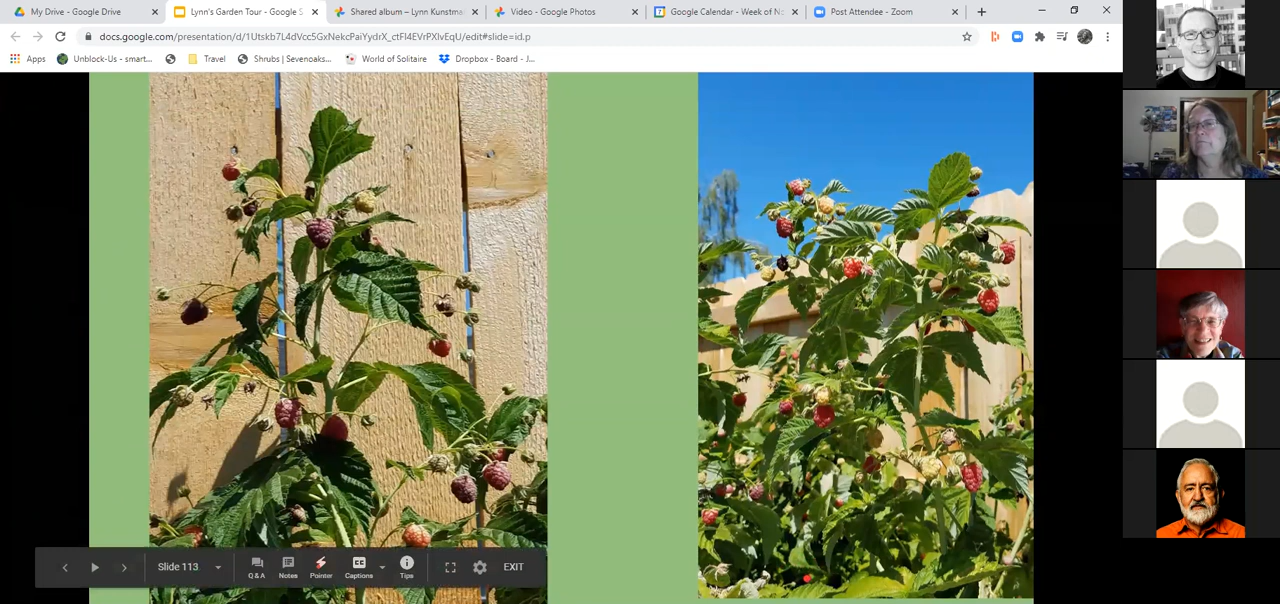 My Drive - Google Drive
Lynn's Garden Tour - Google S
Shared album – Lynn Kunstma
Video - Google Photos
Google Calendar - Week of No
Post Attendee - Zoom
docs.google.com/presentation/d/1Utskb7L4dVcc5GxNekcPaiYydrX_ctFl4EVrPXIvEqU/edit#slide=id.p
Apps
Unblock-Us - smart...
Travel
Shrubs | Sevenoaks...
World of Solitaire
Dropbox - Board - J...
Slide 113
Q & A
Notes
Pointer
Captions
Tips
EXIT